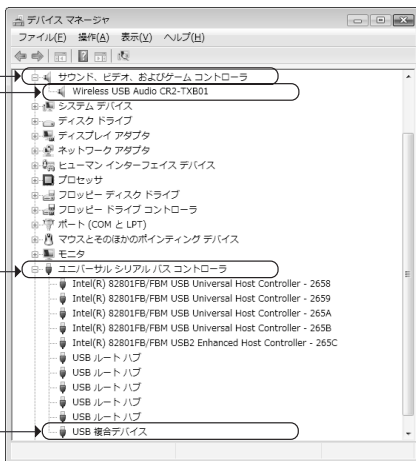 デバイス マネージャ
ファイル(F) 操作(A) 表示(V) ヘルプ(H)
サウンド、ビデオ、およびゲーム コントローラ
Wireless USB Audio CR2-TXB01
システム デバイス
ディスク ドライブ
ディスプレイ アダプタ
ネットワーク アダプタ
ヒューマン インターフェイス デバイス
プロセッサ
フロッピー ディスク ドライブ
フロッピー ドライブ コントローラ
ポート (COM と LPT)
マウスとそのほかのポインティング デバイス
モニタ
ユニバーサル シリアル バス コントローラ
Intel(R) 82801FB/FBM USB Universal Host Controller - 2658
Intel(R) 82801FB/FBM USB Universal Host Controller - 2659
Intel(R) 82801FB/FBM USB Universal Host Controller - 265A
Intel(R) 82801FB/FBM USB Universal Host Controller - 265B
Intel(R) 82801FB/FBM USB2 Enhanced Host Controller - 265C
USB ルート ハブ
USB ルート ハブ
USB ルート ハブ
USB ルート ハブ
USB ルート ハブ
USB 複合デバイス